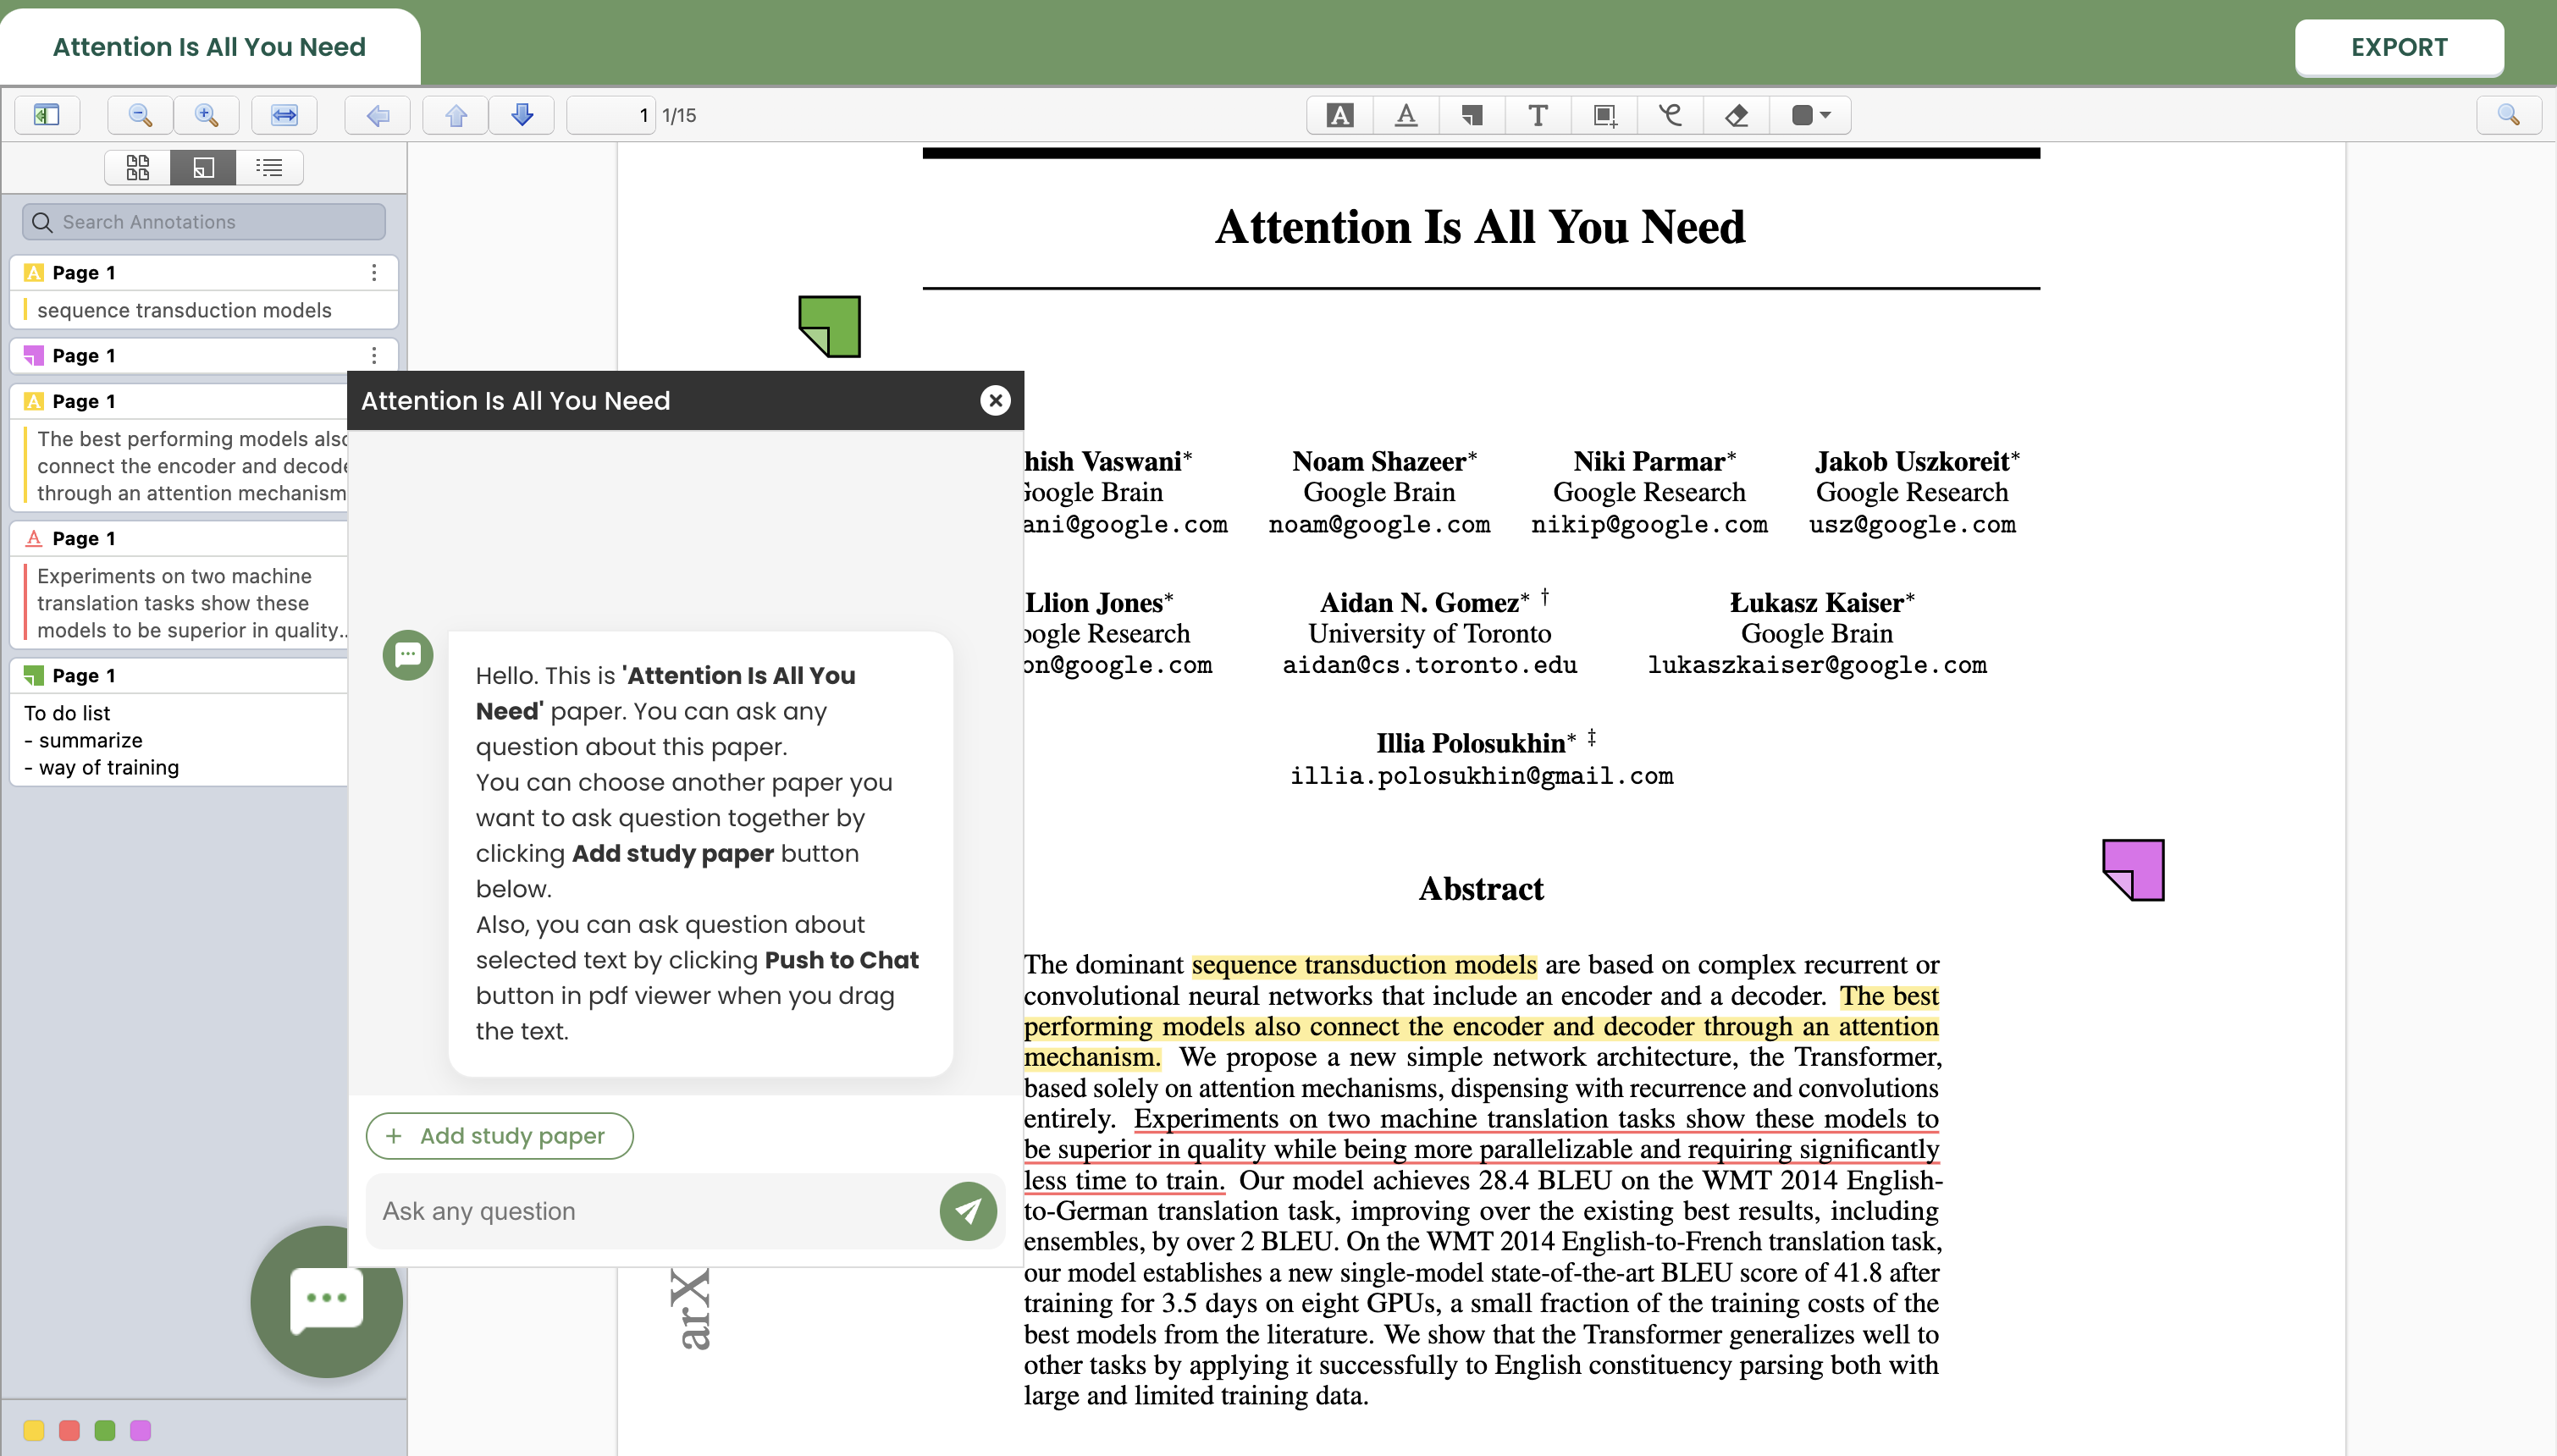 Attention Is All You Need
EXPORT
1
1/15
Search Annotations
Page 1
sequence transduction models
Page 1
Page 1
The best performing models also
connect the encoder and
through an attention mechanism
Page 1
Experiments on two machine
translation tasks show these
models to be superior in quality..
Page 1
To do list
- summarize
- way of training
Attention Is All You Need
Hello. This is 'Attention Is All You
Need' paper. You can ask any
question about this paper.
You can choose another paper you
want to ask question together by
clicking Add study paper button
below.
Also, you can ask question about
selected text by clicking Push to Chat
button in pdf viewer when you drag
the text.
+ Add study paper
Ask any question
Attention Is All You Need
Vaswani* Noam Shazeer* Niki Parmar* Jakob Uszkoreit*
Brain Google Brain Google Research Google Research
noam@google.com nikip@google.com usz@google.com
Llion Jones* Aidan N. Gomez* † Łukasz Kaiser*
Research University of Toronto Google Brain
aidan@cs.toronto.edu lukaszkaiser@google.com
Illia Polosukhin* ‡
illia.polosukhin@gmail.com
Abstract
The dominant sequence transduction models are based on complex recurrent or
convolutional neural networks that include an encoder and a decoder. The best
performing models also connect the encoder and decoder through an attention
mechanism. We propose a new simple network architecture, the Transformer,
based solely on attention mechanisms, dispensing with recurrence and convolutions
entirely. Experiments on two machine translation tasks show these models to
be superior in quality while being more parallelizable and requiring significantly
less time to train. Our model achieves 28.4 BLEU on the WMT 2014 English-
to-German translation task, improving over the existing best results, including
ensembles, by over 2 BLEU. On the WMT 2014 English-to-French translation task,
our model establishes a new single-model state-of-the-art BLEU score of 41.8 after
training for 3.5 days on eight GPUs, a small fraction of the training costs of the
best models from the literature. We show that the Transformer generalizes well to
other tasks by applying it successfully to English constituency parsing both with
large and limited training data.
arX